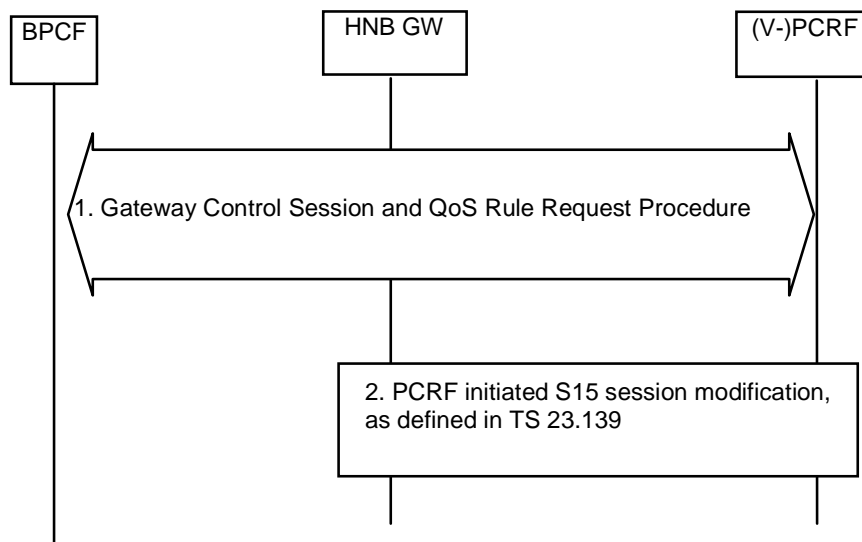 BPCF
HNB GW
(V-)PCRF
1. Gateway Control Session and QoS Rule Request Procedure
2. PCRF initiated S15 session modification,
as defined in TS 23.139